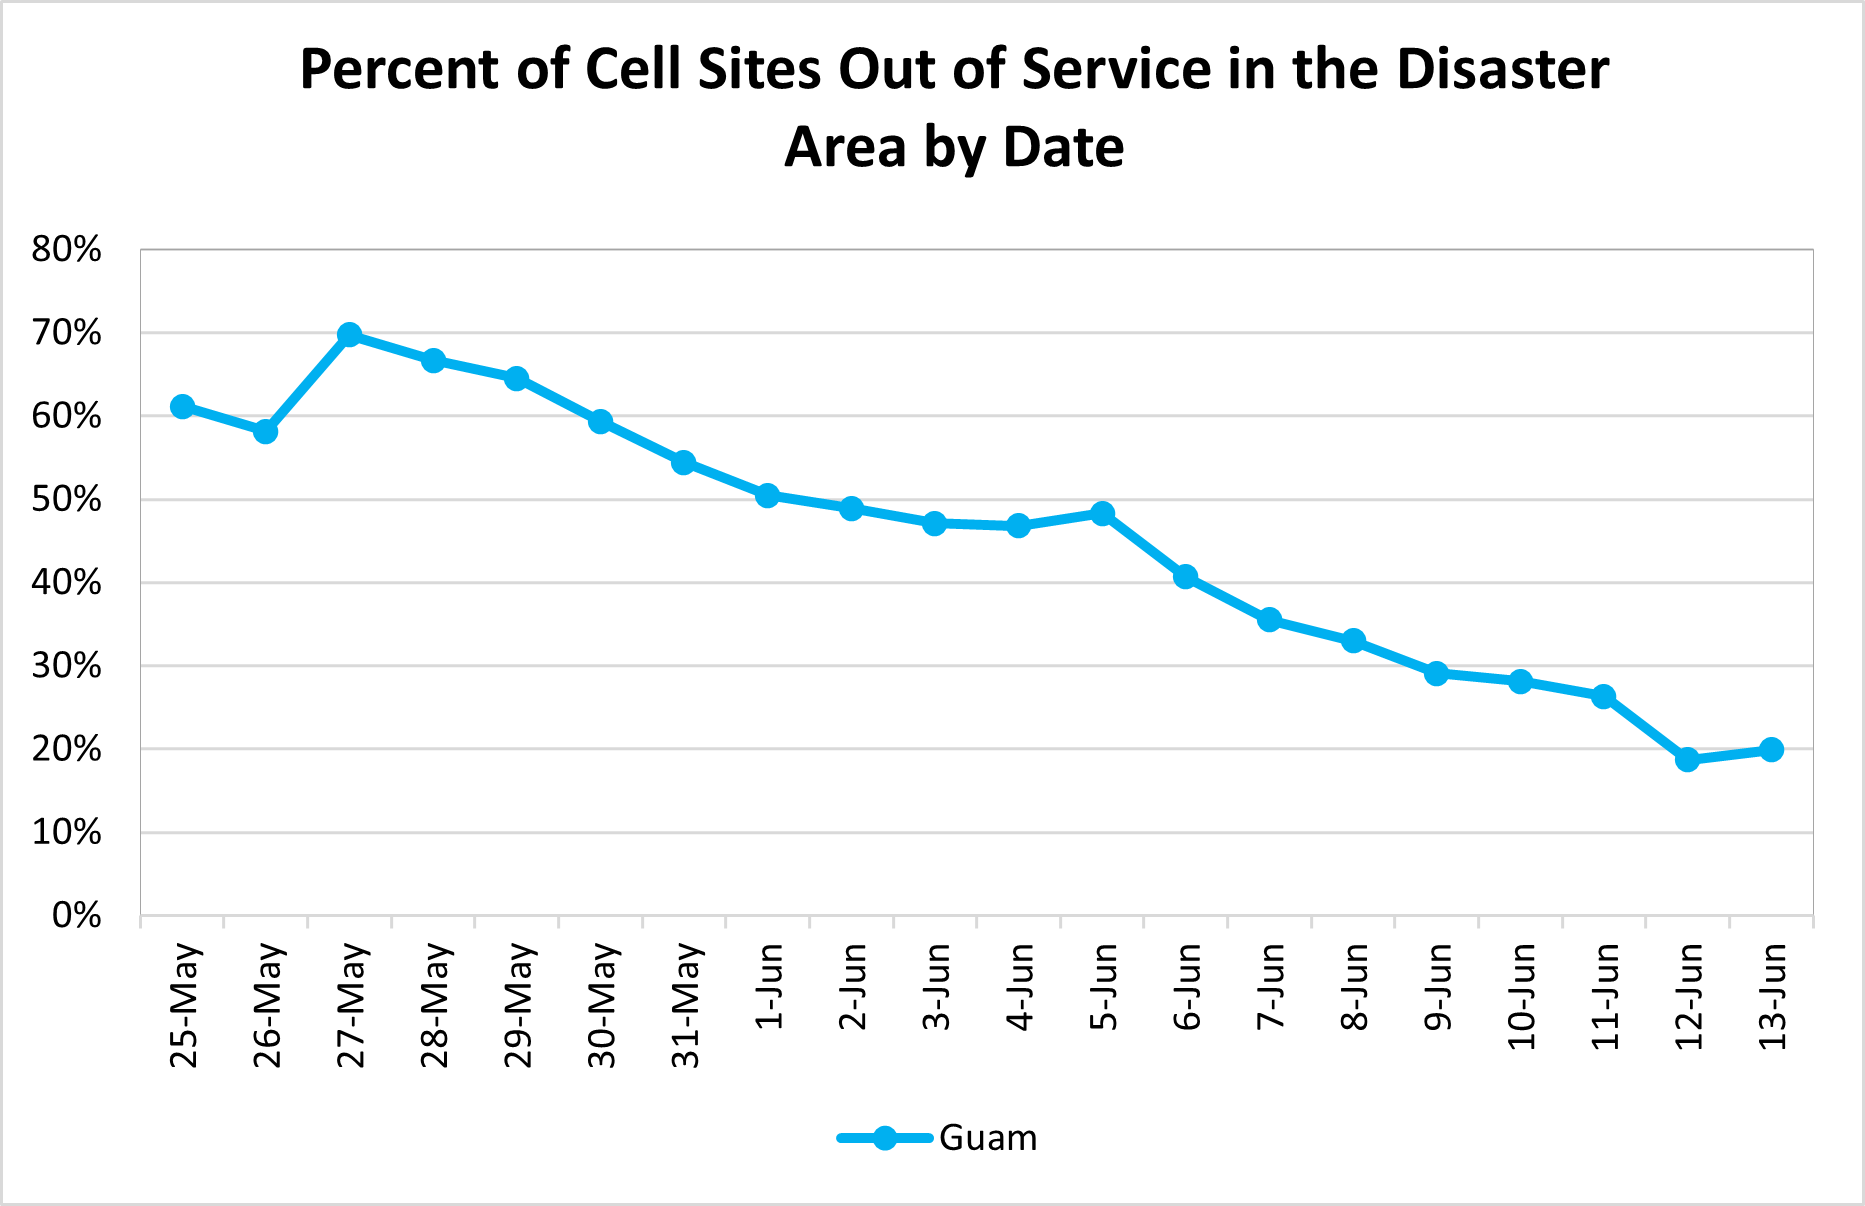 Percent of Cell Sites Out of Service in the Disaster
Area by Date
80%
70%
60%
50%
40%
30%
20%
10%
0%
25-May
26-May
27-May
28-May
29-May
30-May
31-May
1-Jun
2-Jun
3-Jun
4-Jun
5-Jun
6-Jun
7-Jun
8-Jun
9-Jun
10-Jun
11-Jun
12-Jun
13-Jun
Guam